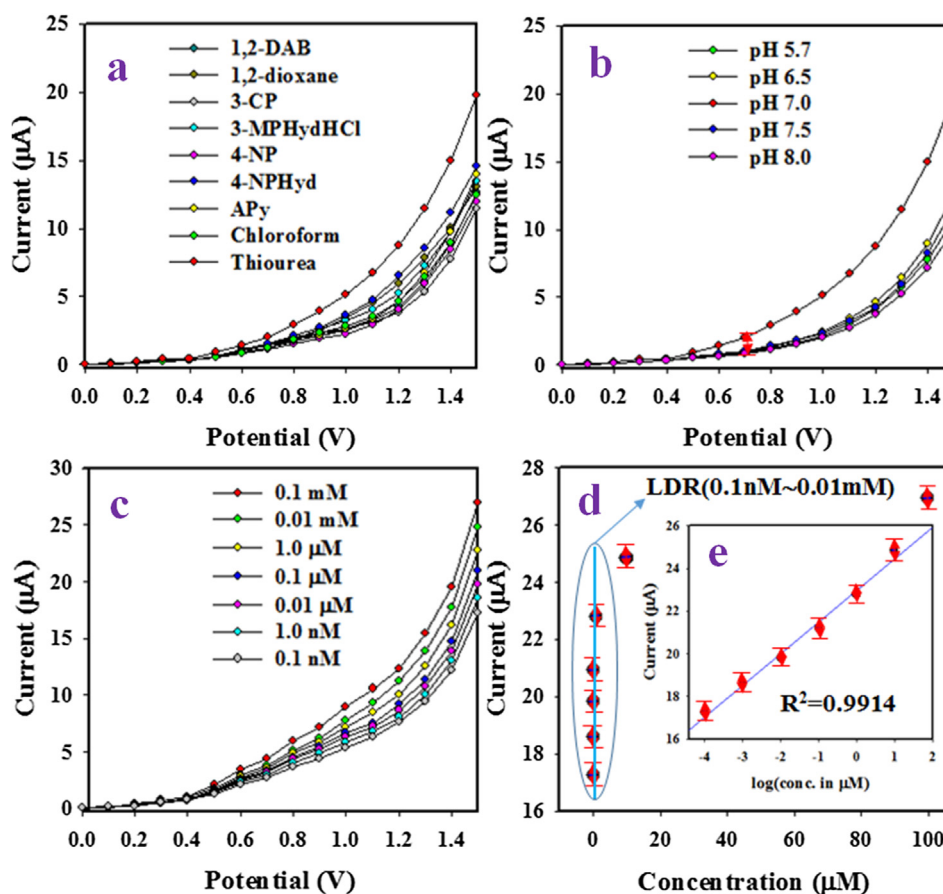 a
1,2-DAB
1,2-dioxane
3-CP
3-MPHydHCl
4-NP
4-NPHyd
APy
Chloroform
Thiourea
25
20
15
10
5
0
Current (μA)
0.0 0.2 0.4 0.6 0.8 1.0 1.2 1.4
Potential (V)
b
pH 5.7
pH 6.5
pH 7.0
pH 7.5
pH 8.0
25
20
15
10
5
0
Current (μA)
0.0 0.2 0.4 0.6 0.8 1.0 1.2 1.4
Potential (V)
c
0.1 mM
0.01 mM
1.0 μM
0.1 μM
0.01 μM
1.0 nM
0.1 nM
30
25
20
15
10
5
0
Current (μA)
0.0 0.2 0.4 0.6 0.8 1.0 1.2 1.4
Potential (V)
d
LDR(0.1nM~0.01mM)
28
26
24
22
20
18
16
Current (μA)
0 20 40 60 80 100
Concentration (μM)
e
26
24
22
20
18
16
Current (μA)
R²=0.9914
-4 -3 -2 -1 0 1 2
log(conc. in μM)